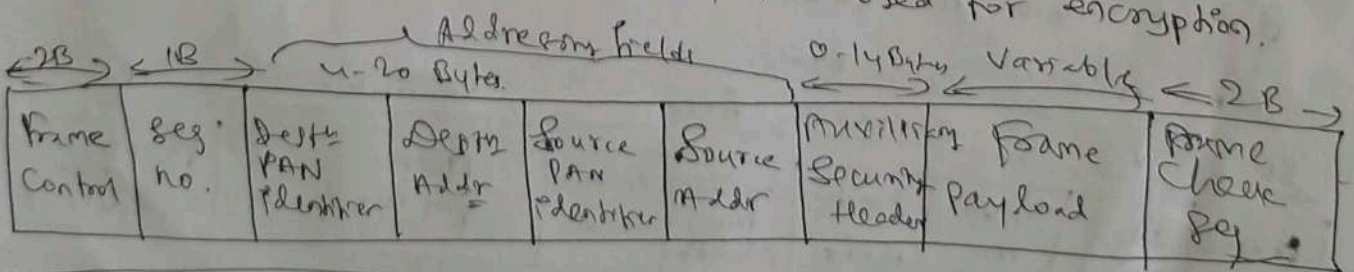 used for encryption.
Addressing fields
2B 1B 4-20 Bytes. 0-14 Bytes Variable 2B
Frame Control
Seq. no.
Destn PAN identifier
Destn Addr
Source PAN identifier
Source Addr
Auxiliary Security Header
Frame Payload
Frame Check Seq